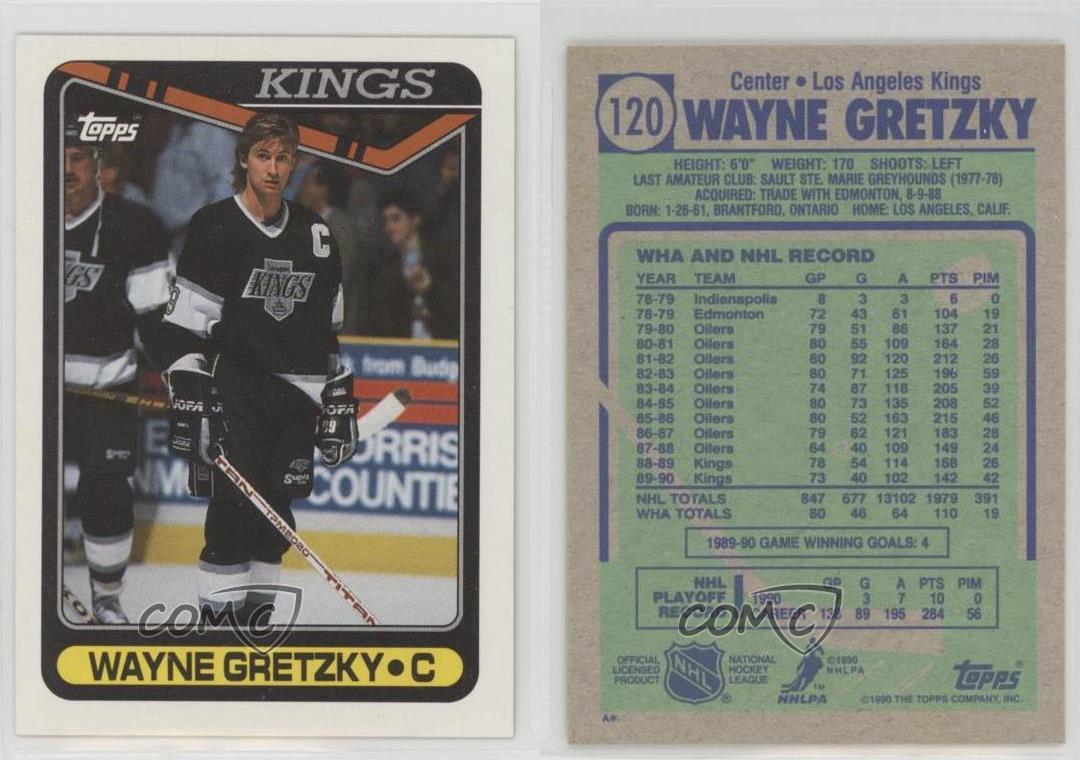 KINGS
topps
C
KINGS
from Budg
JOFA
JOFA
99
Supra
ORRIS
COUNTIE
TITAN TPM2020 TITAN
COMC
WAYNE GRETZKY • C
120
Center • Los Angeles Kings
WAYNE GRETZKY
HEIGHT: 6'0" WEIGHT: 170 SHOOTS: LEFT
LAST AMATEUR CLUB: SAULT STE. MARIE GREYHOUNDS (1977-78)
ACQUIRED: TRADE WITH EDMONTON, 8-9-88
BORN: 1-26-61, BRANTFORD, ONTARIO HOME: LOS ANGELES, CALIF.
WHA AND NHL RECORD
YEAR TEAM GP G A PTS PIM
78-79 Indianapolis 8 3 3 6 0
78-79 Edmonton 72 43 61 104 19
79-80 Oilers 79 51 86 137 21
80-81 Oilers 80 55 109 164 28
81-82 Oilers 80 92 120 212 26
82-83 Oilers 80 71 125 196 59
83-84 Oilers 74 87 118 205 39
84-85 Oilers 80 73 135 208 52
85-86 Oilers 80 52 163 215 46
86-87 Oilers 79 62 121 183 28
87-88 Oilers 64 40 109 149 24
88-89 Kings 78 54 114 168 26
89-90 Kings 73 40 102 142 42
NHL TOTALS 847 677 13102 1979 391
WHA TOTALS 80 46 64 110 19
1989-90 GAME WINNING GOALS: 4
NHL PLAYOFF RECORD GP G A PTS PIM
1990 3 7 10 0
CAREER 138 89 195 284 56
COMC
OFFICIAL LICENSED PRODUCT
NHL ®
NATIONAL HOCKEY LEAGUE
NHLPA TM
©1990 NHLPA
topps®
©1990 THE TOPPS COMPANY, INC.
A*